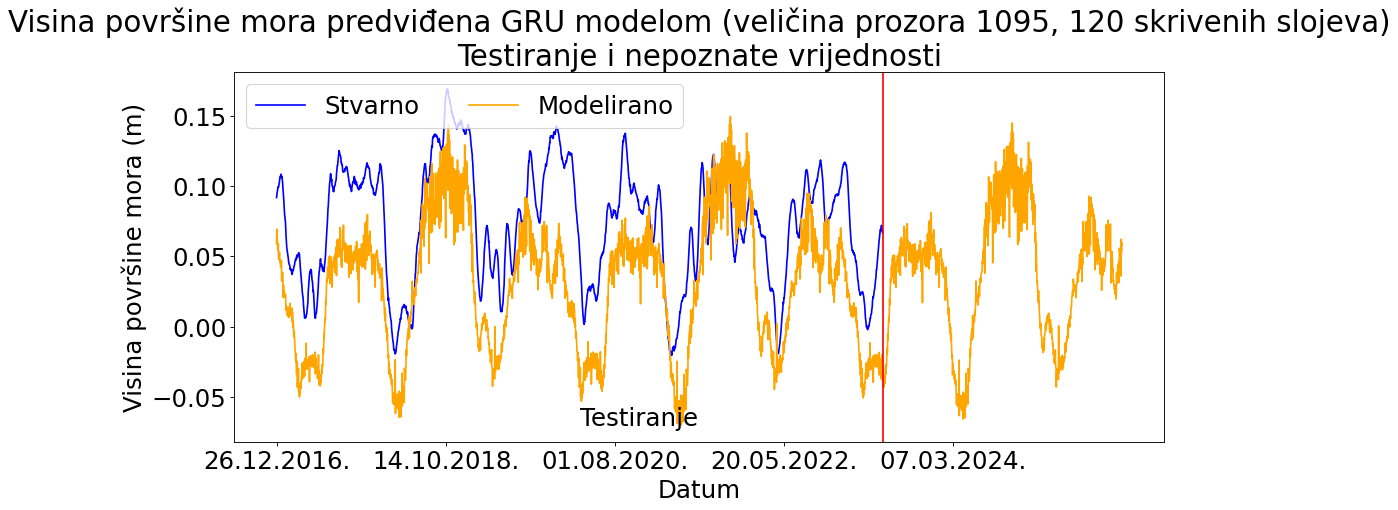 Visina površine mora predviđena GRU modelom (veličina prozora 1095, 120 skrivenih slojeva)
Testiranje i nepoznate vrijednosti
Stvarno Modelirano
Visina površine mora (m)
0.15
0.10
0.05
0.00
−0.05
Testiranje
26.12.2016. 14.10.2018. 01.08.2020. 20.05.2022. 07.03.2024.
Datum